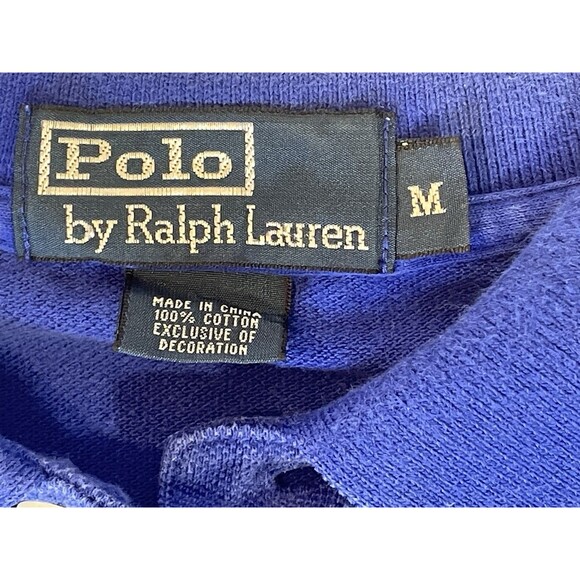 Polo
by Ralph Lauren
M
MADE IN CHINA
100% COTTON
EXCLUSIVE OF
DECORATION